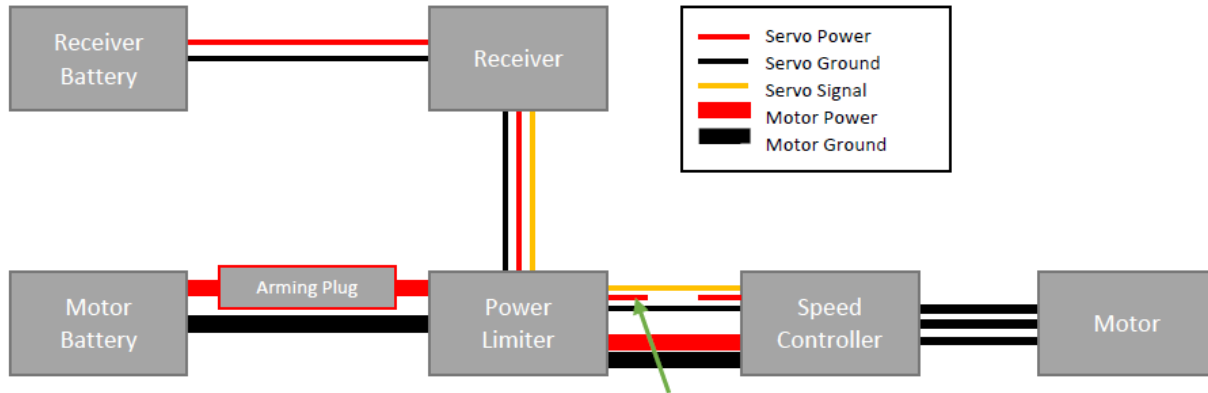 Receiver
Battery
Receiver
Servo Power
Servo Ground
Servo Signal
Motor Power
Motor Ground
Motor
Battery
Arming Plug
Power
Limiter
Speed
Controller
Motor